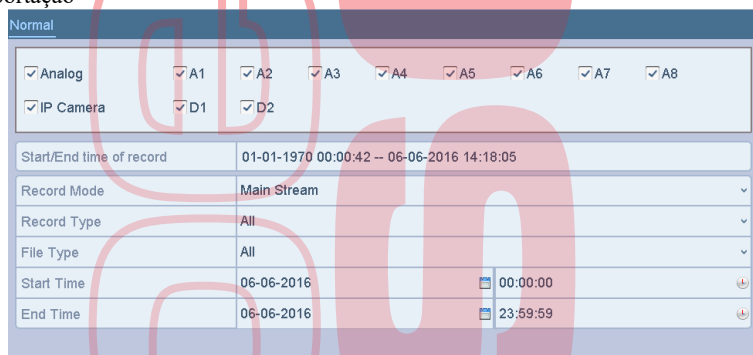 Normal
Analog A1 A2 A3 A4 A5 A6 A7 A8
IP Camera D1 D2
Start/End time of record 01-01-1970 00:00:42 -- 06-06-2016 14:18:05
Record Mode Main Stream
Record Type All
File Type All
Start Time 06-06-2016 00:00:00
End Time 06-06-2016 23:59:59